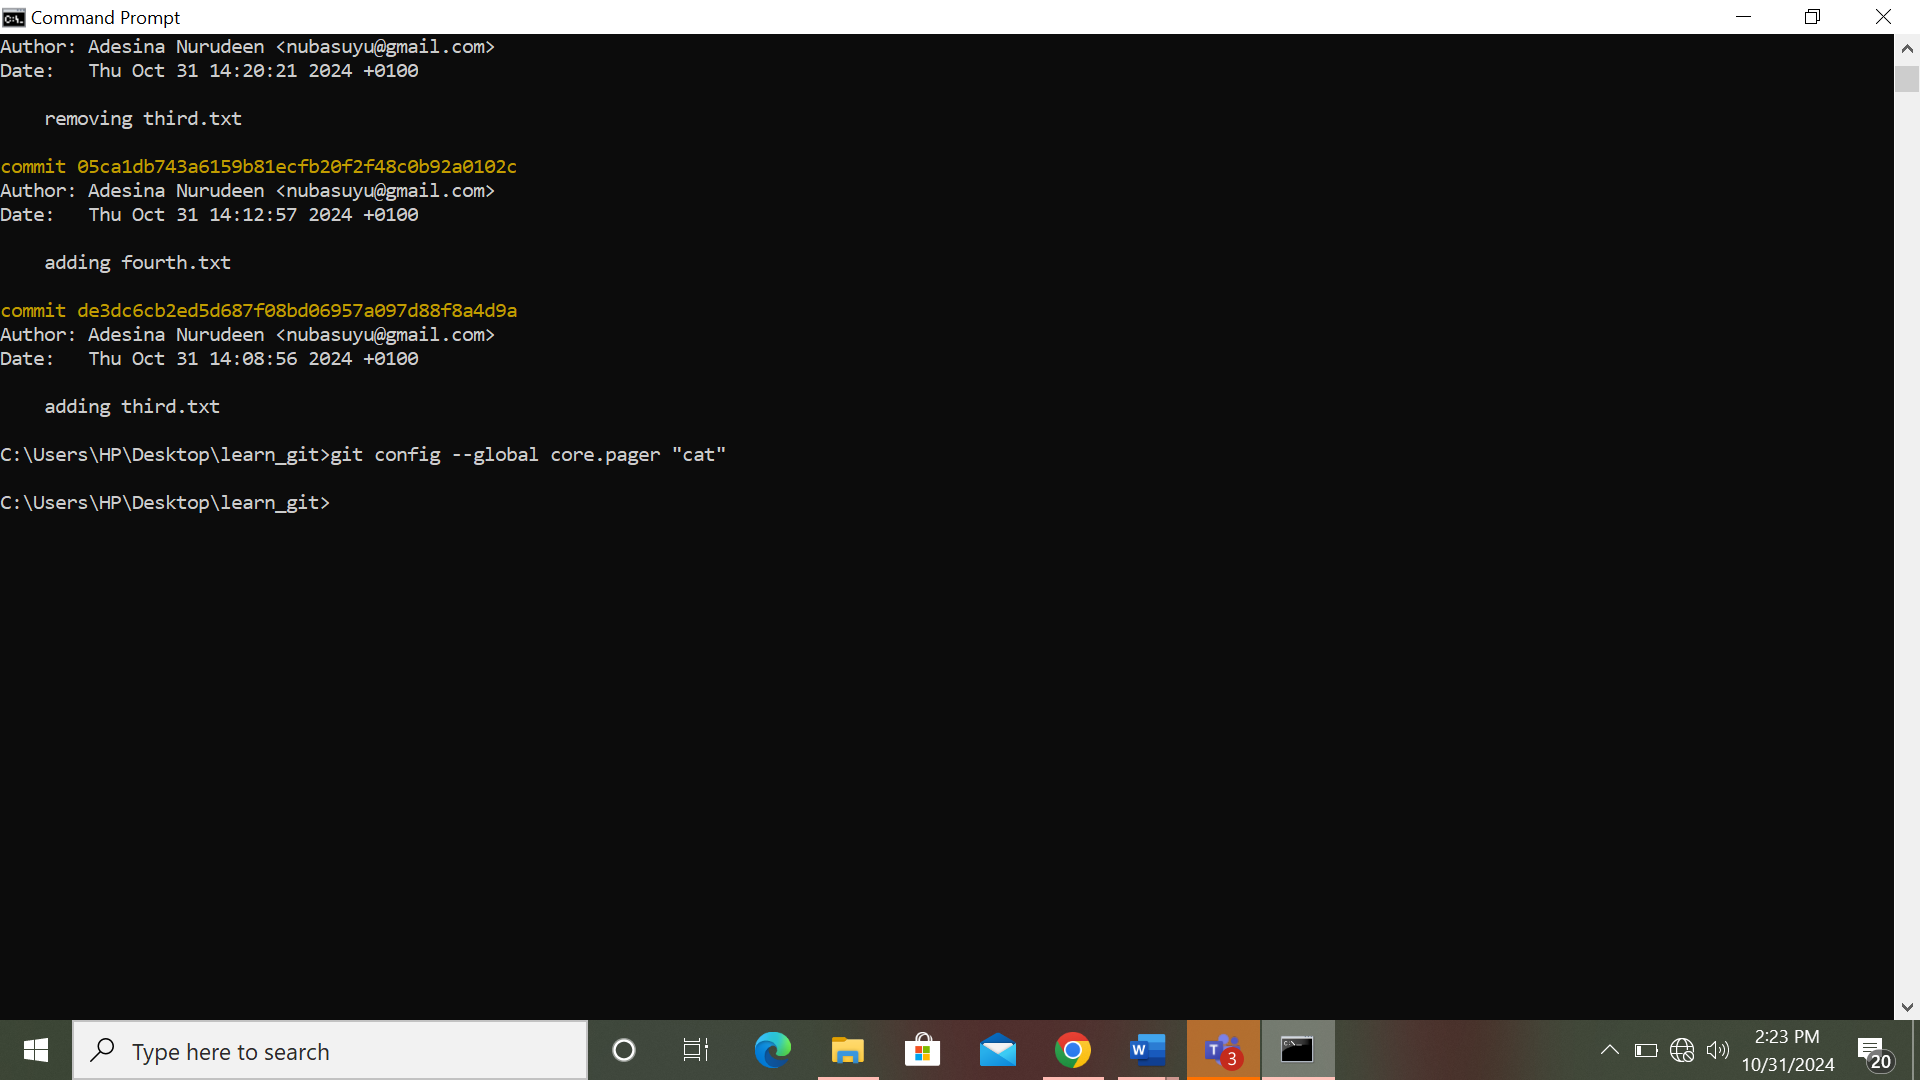 Command Prompt
Author: Adesina Nurudeen <nubasuyu@gmail.com>
Date:   Thu Oct 31 14:20:21 2024 +0100
    removing third.txt
commit 05ca1db743a6159b81ecfb20f2f48c0b92a0102c
Author: Adesina Nurudeen <nubasuyu@gmail.com>
Date:   Thu Oct 31 14:12:57 2024 +0100
    adding fourth.txt
commit de3dc6cb2ed5d687f08bd06957a097d88f8a4d9a
Author: Adesina Nurudeen <nubasuyu@gmail.com>
Date:   Thu Oct 31 14:08:56 2024 +0100
    adding third.txt
C:\Users\HP\Desktop\learn_git>git config --global core.pager "cat"
C:\Users\HP\Desktop\learn_git>
Type here to search
W
T
3
2:23 PM
10/31/2024
20